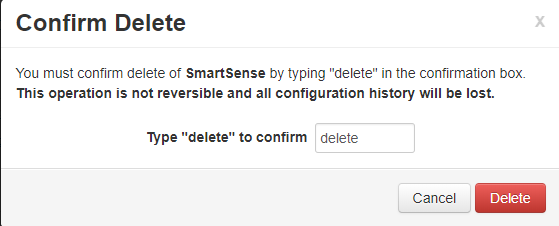 Confirm Delete
x
You must confirm delete of SmartSense by typing "delete" in the confirmation box.
This operation is not reversible and all configuration history will be lost.
Type "delete" to confirm delete
Cancel Delete